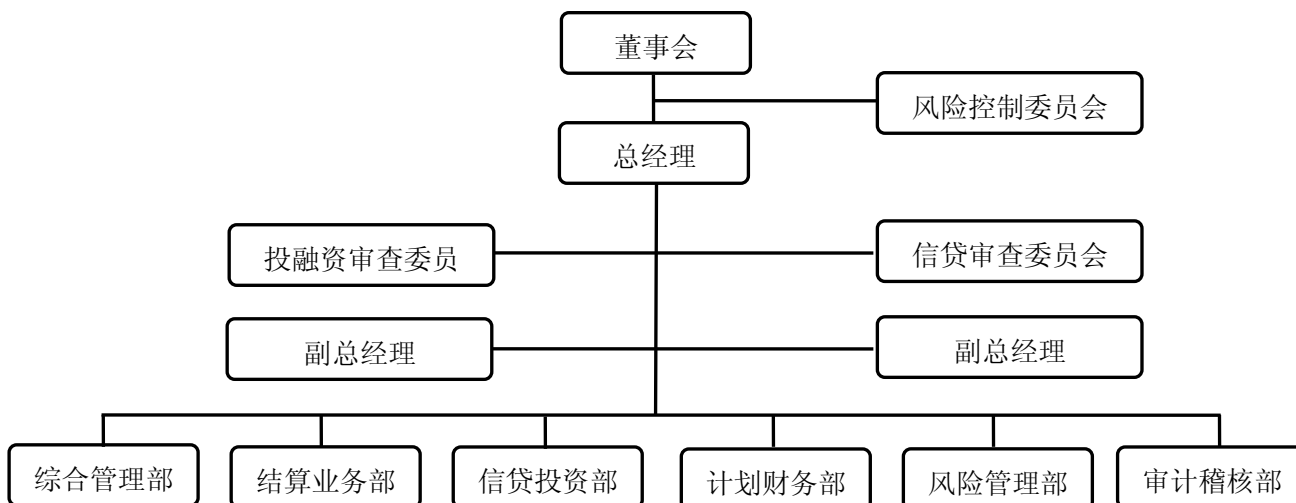 董事会
风险控制委员会
总经理
投融资审查委员
信贷审查委员会
副总经理
副总经理
综合管理部
结算业务部
信贷投资部
计划财务部
风险管理部
审计稽核部